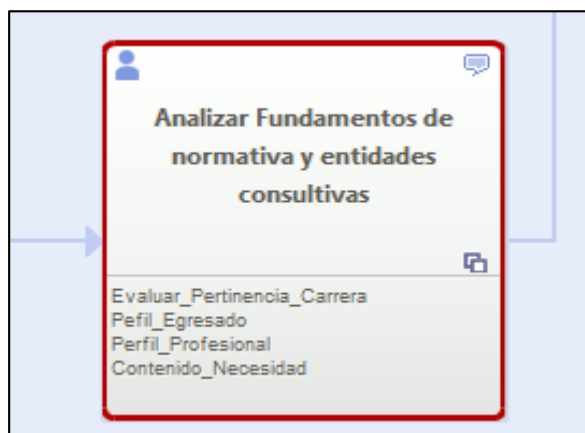 Analizar Fundamentos de
normativa y entidades
consultivas
Evaluar_Pertinencia_Carrera
Pefil_Egresado
Perfil_Profesional
Contenido_Necesidad